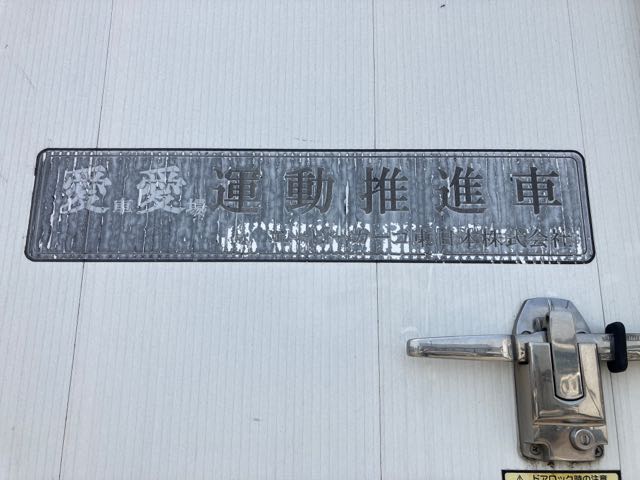 愛車愛場運動推進車
東日本株式会社
ドアロック時の注意